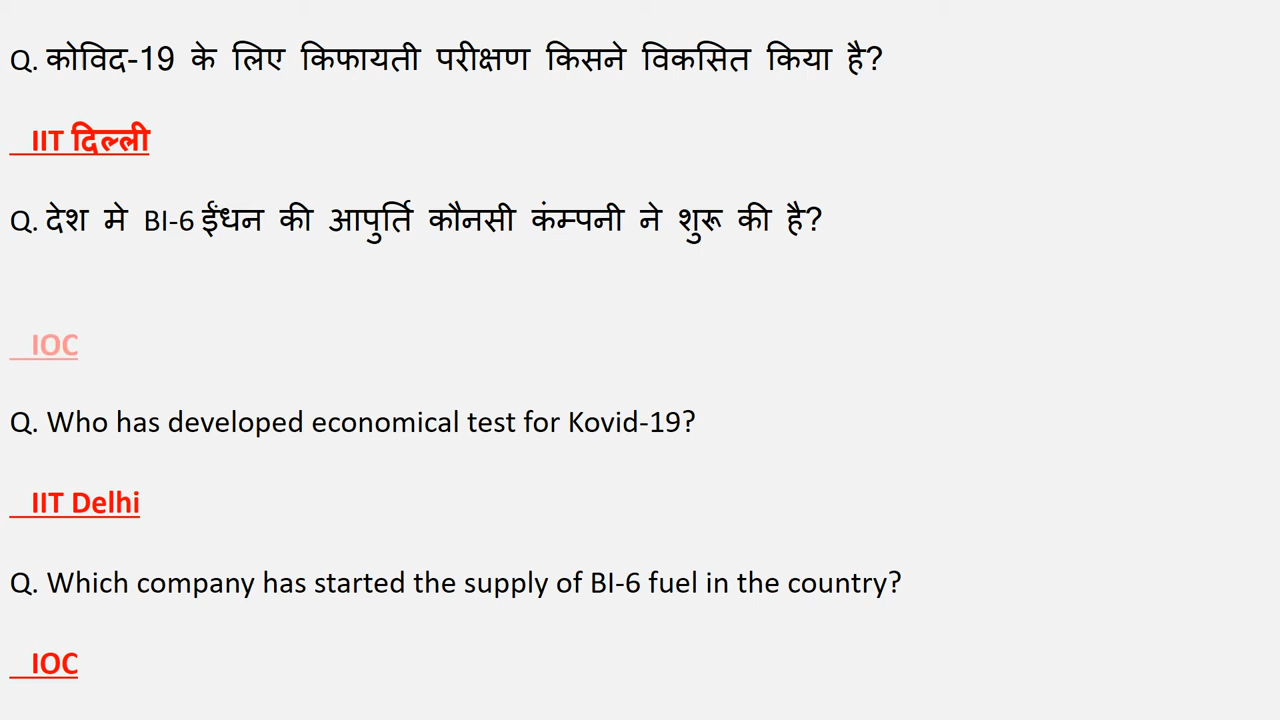 Q. कोविद-19 के लिए किफायती परीक्षण किसने विकसित किया है?
IIT दिल्ली
Q. देश मे BI-6 ईंधन की आपुर्ति कौनसी कंम्पनी ने शुरू की है?
IOC
Q. Who has developed economical test for Kovid-19?
IIT Delhi
Q. Which company has started the supply of BI-6 fuel in the country?
IOC